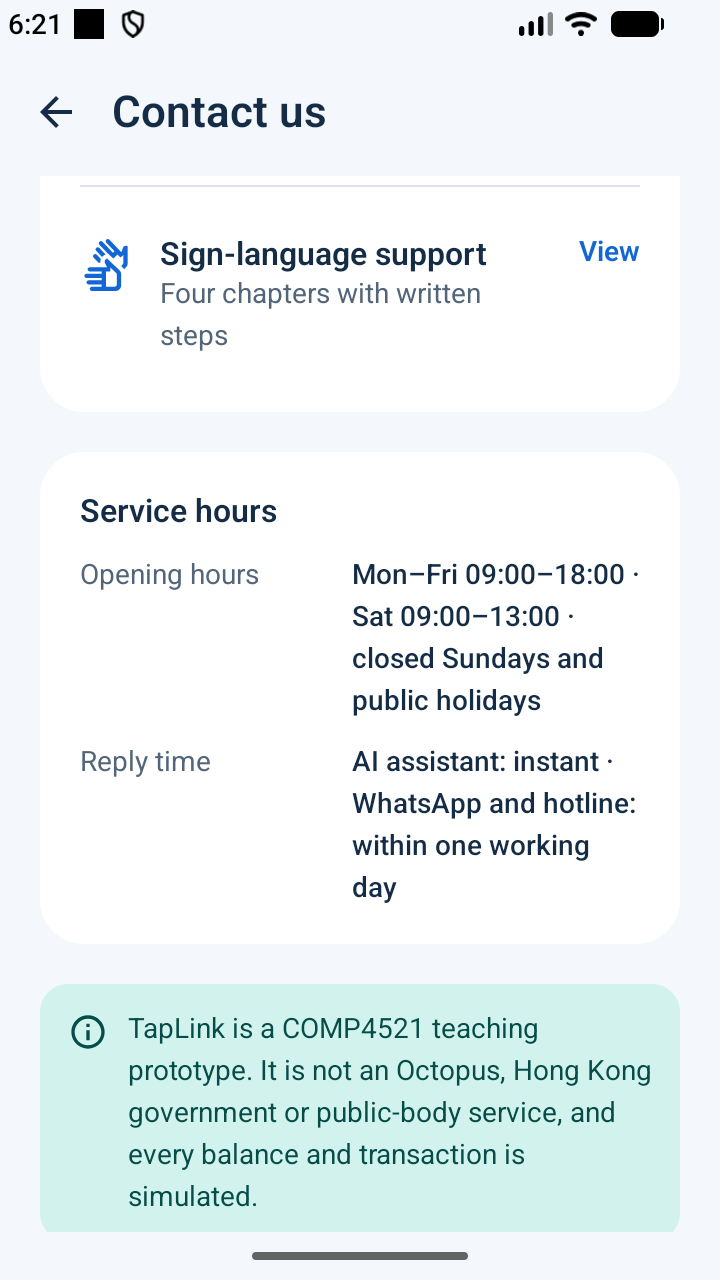 6:21
Contact us
Sign-language support
View
Four chapters with written
steps
Service hours
Opening hours
Mon–Fri 09:00–18:00 ·
Sat 09:00–13:00 ·
closed Sundays and
public holidays
Reply time
AI assistant: instant ·
WhatsApp and hotline:
within one working
day
TapLink is a COMP4521 teaching
prototype. It is not an Octopus, Hong Kong
government or public-body service, and
every balance and transaction is
simulated.